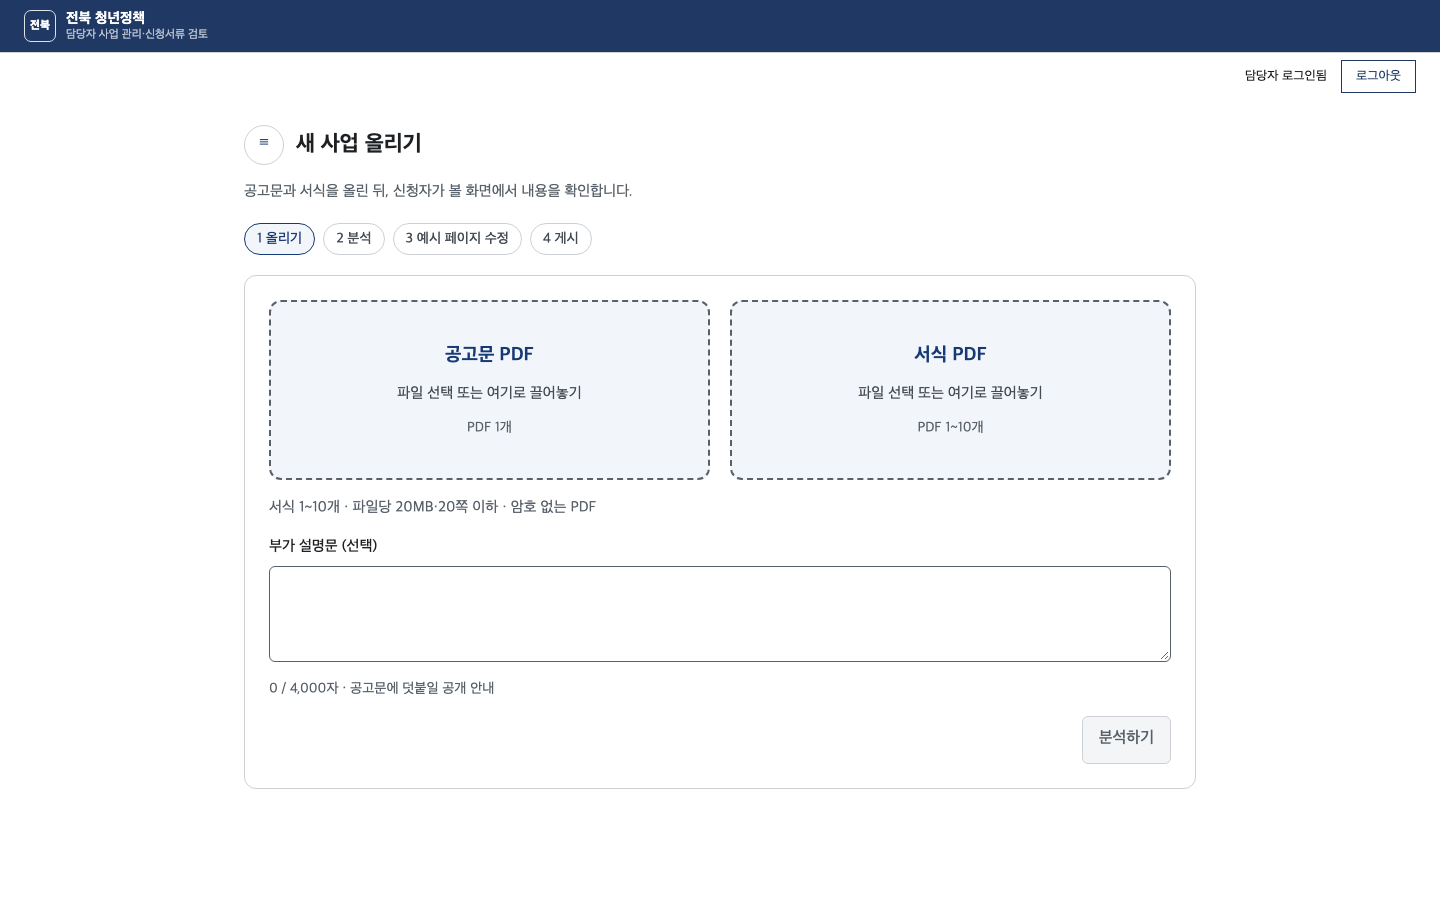 전북
전북 청년정책
담당자 사업 관리·신청서류 검토
담당자 로그인됨
로그아웃
≡
새 사업 올리기
공고문과 서식을 올린 뒤, 신청자가 볼 화면에서 내용을 확인합니다.
1 올리기
2 분석
3 예시 페이지 수정
4 게시
공고문 PDF
파일 선택 또는 여기로 끌어놓기
PDF 1개
서식 PDF
파일 선택 또는 여기로 끌어놓기
PDF 1~10개
서식 1~10개 · 파일당 20MB·20쪽 이하 · 암호 없는 PDF
부가 설명문 (선택)
0 / 4,000자 · 공고문에 덧붙일 공개 안내
분석하기